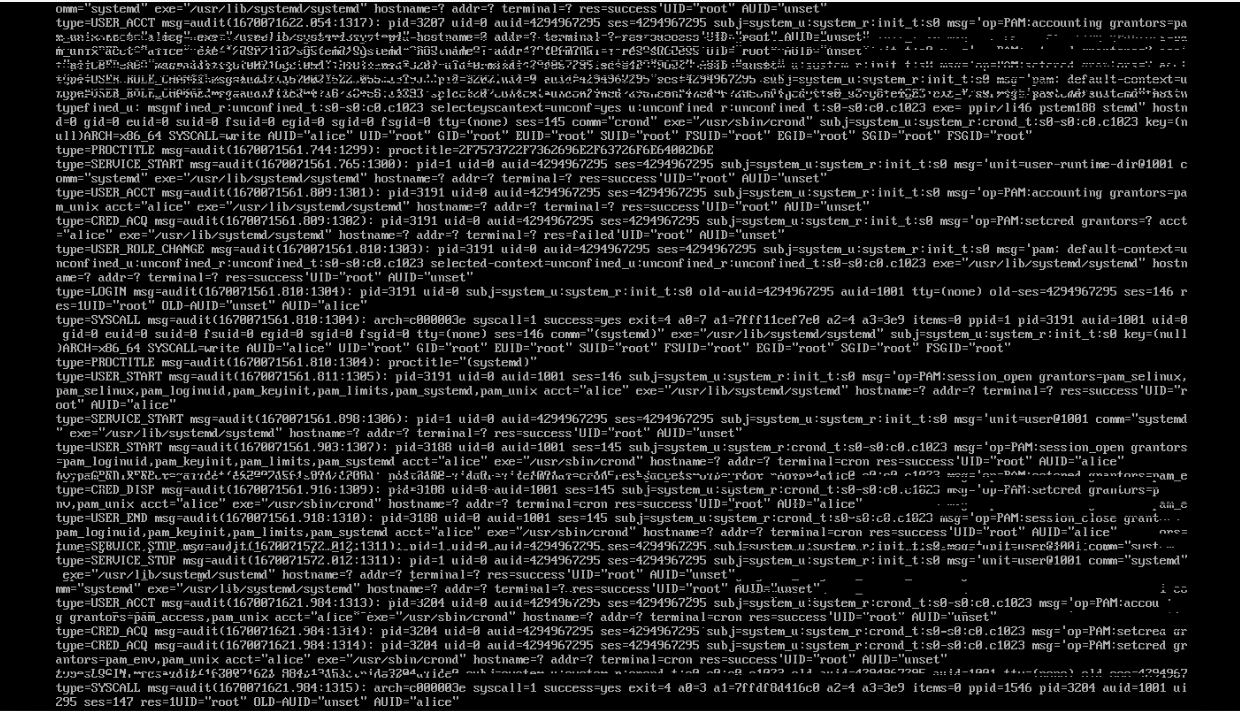 omm="systemd" exe="/usr/lib/systemd/systemd" hostname=? addr=? terminal=? res=success'UID="root" AUID="unset"
type=USER_ACCT msg=audit(1670071622.054:1317): pid=3207 uid=0 auid=4294967295 ses=4294967295 subj=system_u:system_r:init_t:s0 msg='op=PAM:accounting grantors=pa
hostname=? addr=? terminal=? AUID="unset"
msg='pam: default-context=u
msgnfined_r:unconfined_t:s0-s0:c0.c1023 u:unconfined r:unconfined t:s0-s0:c0.c1023 exe= hostn
d=0 gid=0 euid=0 suid=0 fsuid=0 egid=0 sgid=0 fsgid=0 tty=(none) ses=145 comm="crond" exe="/usr/sbin/crond" subj=system_u:system_r:crond_t:s0-s0:c0.c1023 key=(n
ull)ARCH=x86_64 SYSCALL=write AUID="alice" UID="root" GID="root" EUID="root" SUID="root" FSUID="root" EGID="root" SGID="root" FSGID="root"
type=PROCTITLE msg=audit(1670071561.744:1299): proctitle=2F7573722F7362696E2F63726F6E64002D6E
type=SERVICE_START msg=audit(1670071561.765:1300): pid=1 uid=0 auid=4294967295 ses=4294967295 subj=system_u:system_r:init_t:s0 msg='unit=user-runtime-dir@1001 c
omm="systemd" exe="/usr/lib/systemd/systemd" hostname=? addr=? terminal=? res=success'UID="root" AUID="unset"
type=USER_ACCT msg=audit(1670071561.809:1301): pid=3191 uid=0 auid=4294967295 ses=4294967295 subj=system_u:system_r:init_t:s0 msg='op=PAM:accounting grantors=pa
m_unix acct="alice" exe="/usr/lib/systemd/systemd" hostname=? addr=? terminal=? res=success'UID="root" AUID="unset"
type=CRED_ACQ msg=audit(1670071561.809:1302): pid=3191 uid=0 auid=4294967295 ses=4294967295 subj=system_u:system_r:init_t:s0 msg='op=PAM:setcred grantors=? acct
="alice" exe="/usr/lib/systemd/systemd" hostname=? addr=? terminal=? res=failed'UID="root" AUID="unset"
type=USER_ROLE_CHANGE msg=audit(1670071561.810:1303): pid=3191 uid=0 auid=4294967295 ses=4294967295 subj=system_u:system_r:init_t:s0 msg='pam: default-context=u
nconfined_u:unconfined_r:unconfined_t:s0-s0:c0.c1023 selected-context=unconfined_u:unconfined_r:unconfined_t:s0-s0:c0.c1023 exe="/usr/lib/systemd/systemd" hostn
ame=? addr=? terminal=? res=success'UID="root" AUID="unset"
type=LOGIN msg=audit(1670071561.810:1304): pid=3191 uid=0 subj=system_u:system_r:init_t:s0 old-auid=4294967295 auid=1001 tty=(none) old-ses=4294967295 ses=146 r
es=1UID="root" OLD-AUID="unset" AUID="alice"
type=SYSCALL msg=audit(1670071561.810:1304): arch=c000003e syscall=1 success=yes exit=4 a0=7 a1=7fff11cef7e0 a2=4 a3=3e9 items=0 ppid=1 pid=3191 auid=1001 uid=0
gid=0 euid=0 suid=0 fsuid=0 egid=0 sgid=0 fsgid=0 tty=(none) ses=146 comm="(systemd)" exe="/usr/lib/systemd/systemd" subj=system_u:system_r:init_t:s0 key=(null
)ARCH=x86_64 SYSCALL=write AUID="alice" UID="root" GID="root" EUID="root" SUID="root" FSUID="root" EGID="root" SGID="root" FSGID="root"
type=PROCTITLE msg=audit(1670071561.810:1304): proctitle="(systemd)"
type=USER_START msg=audit(1670071561.811:1305): pid=3191 uid=0 auid=1001 ses=146 subj=system_u:system_r:init_t:s0 msg='op=PAM:session_open grantors=pam_selinux,
pam_selinux,pam_loginuid,pam_keyinit,pam_limits,pam_systemd,pam_unix acct="alice" exe="/usr/lib/systemd/systemd" hostname=? addr=? terminal=? res=success'UID="r
oot" AUID="alice"
type=SERVICE_START msg=audit(1670071561.898:1306): pid=1 uid=0 auid=4294967295 ses=4294967295 subj=system_u:system_r:init_t:s0 msg='unit=user@1001 comm="systemd
" exe="/usr/lib/systemd/systemd" hostname=? addr=? terminal=? res=success'UID="root" AUID="unset"
type=USER_START msg=audit(1670071561.903:1307): pid=3188 uid=0 auid=1001 ses=145 subj=system_u:system_r:crond_t:s0-s0:c0.c1023 msg='op=PAM:session_open grantors
=pam_loginuid,pam_keyinit,pam_limits,pam_systemd acct="alice" exe="/usr/sbin/crond" hostname=? addr=? terminal=cron res=success'UID="root" AUID="alice"
type=CRED_DISP msg=audit(1670071561.916:1309): pid=3188 uid=0 auid=1001 ses=145 subj=system_u:system_r:crond_t:s0-s0:c0.c1023 msg='op=PAM:setcred grantors=p
nv,pam_unix acct="alice" exe="/usr/sbin/crond" hostname=? addr=? terminal=cron res=success'UID="root" AUID="alice"
type=USER_END msg=audit(1670071561.918:1310): pid=3188 uid=0 auid=1001 ses=145 subj=system_u:system_r:crond_t:s0-s0:c0.c1023 msg='op=PAM:session_close grant
pam_loginuid,pam_keyinit,pam_limits,pam_systemd acct="alice" exe="/usr/sbin/crond" hostname=? addr=? terminal=cron res=success'UID="root" AUID="alice"
type=SERVICE_STOP msg=audit(1670071572.012:1311): pid=1 uid=0 auid=4294967295 ses=4294967295 subj=system_u:system_r:init_t:s0
type=SERVICE_STOP msg=audit(1670071572.012:1311): pid=1 uid=0 auid=4294967295 ses=4294967295 subj=system_u:system_r:init_t:s0 msg='unit=user@1001 comm="systemd"
exe="/usr/lib/systemd/systemd" hostname=? addr=? terminal=? res=success'UID="root" AUID="unset"
mm="systemd" exe="/usr/lib/systemd/systemd" hostname=? addr=? terminal=? res=success'UID="root" AUID="unset"
type=USER_ACCT msg=audit(1670071621.984:1313): pid=3204 uid=0 auid=4294967295 ses=4294967295 subj=system_u:system_r:crond_t:s0-s0:c0.c1023 msg='op=PAM:accou
g grantors=pam_access,pam_unix acct="alice" exe="/usr/sbin/crond" hostname=? addr=? terminal=cron res=success'UID="root" AUID="unset"
type=CRED_ACQ msg=audit(1670071621.984:1314): pid=3204 uid=0 auid=4294967295 ses=4294967295 subj=system_u:system_r:crond_t:s0-s0:c0.c1023 msg='op=PAM:setcred gr
type=CRED_ACQ msg=audit(1670071621.984:1314): pid=3204 uid=0 auid=4294967295 ses=4294967295 subj=system_u:system_r:crond_t:s0-s0:c0.c1023 msg='op=PAM:setcred gr
antors=pam_env,pam_unix acct="alice" exe="/usr/sbin/crond" hostname=? addr=? terminal=cron res=success'UID="root" AUID="unset"
type=SYSCALL msg=audit(1670071621.984:1315): arch=c000003e syscall=1 success=yes exit=4 a0=3 a1=7ffdf8d416c0 a2=4 a3=3e9 items=0 ppid=1546 pid=3204 auid=1001 ui
295 ses=147 res=1UID="root" OLD-AUID="unset" AUID="alice"